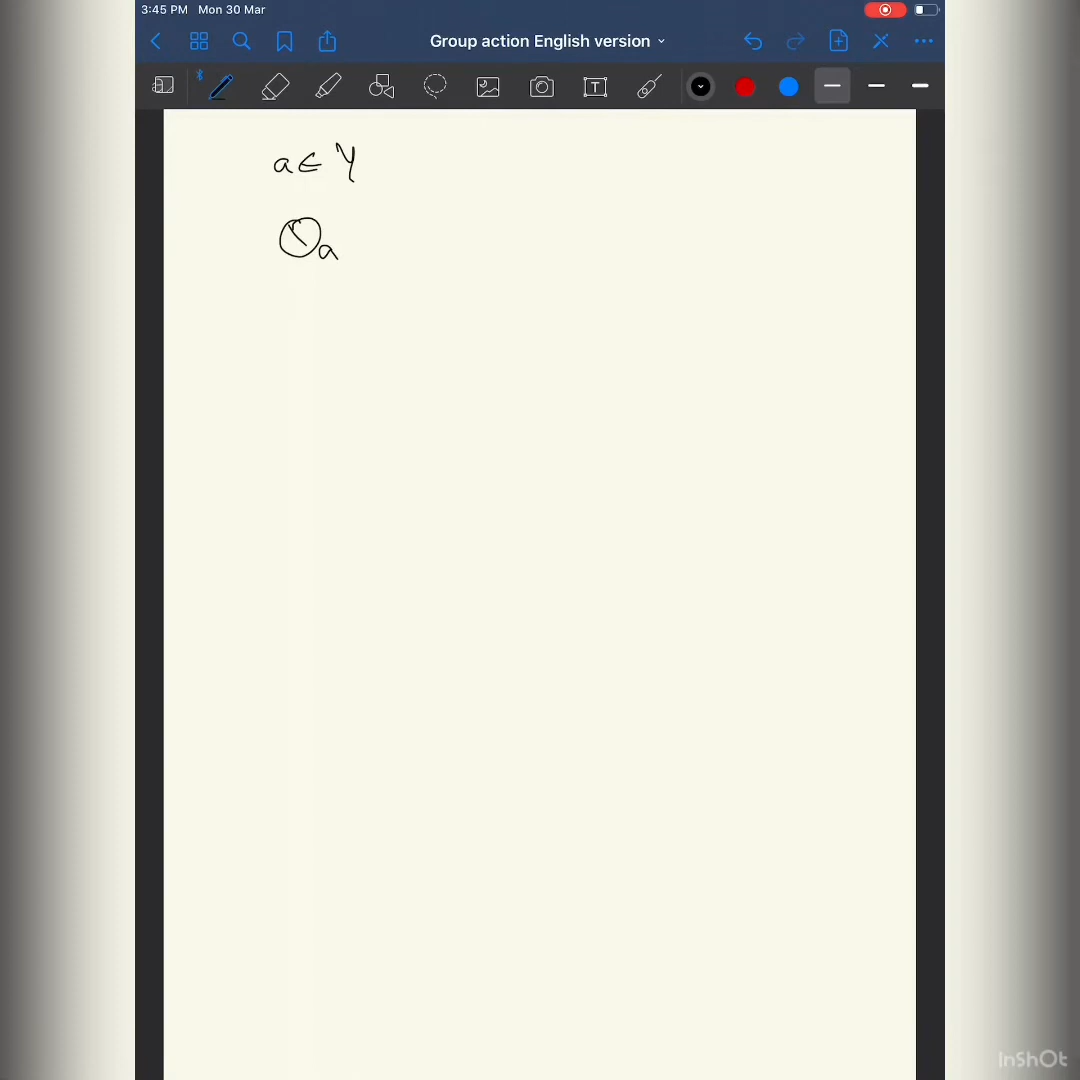 3:45 PM Mon 30 Mar
Group action English version
T
a ∈ Y
O_a
InShOt